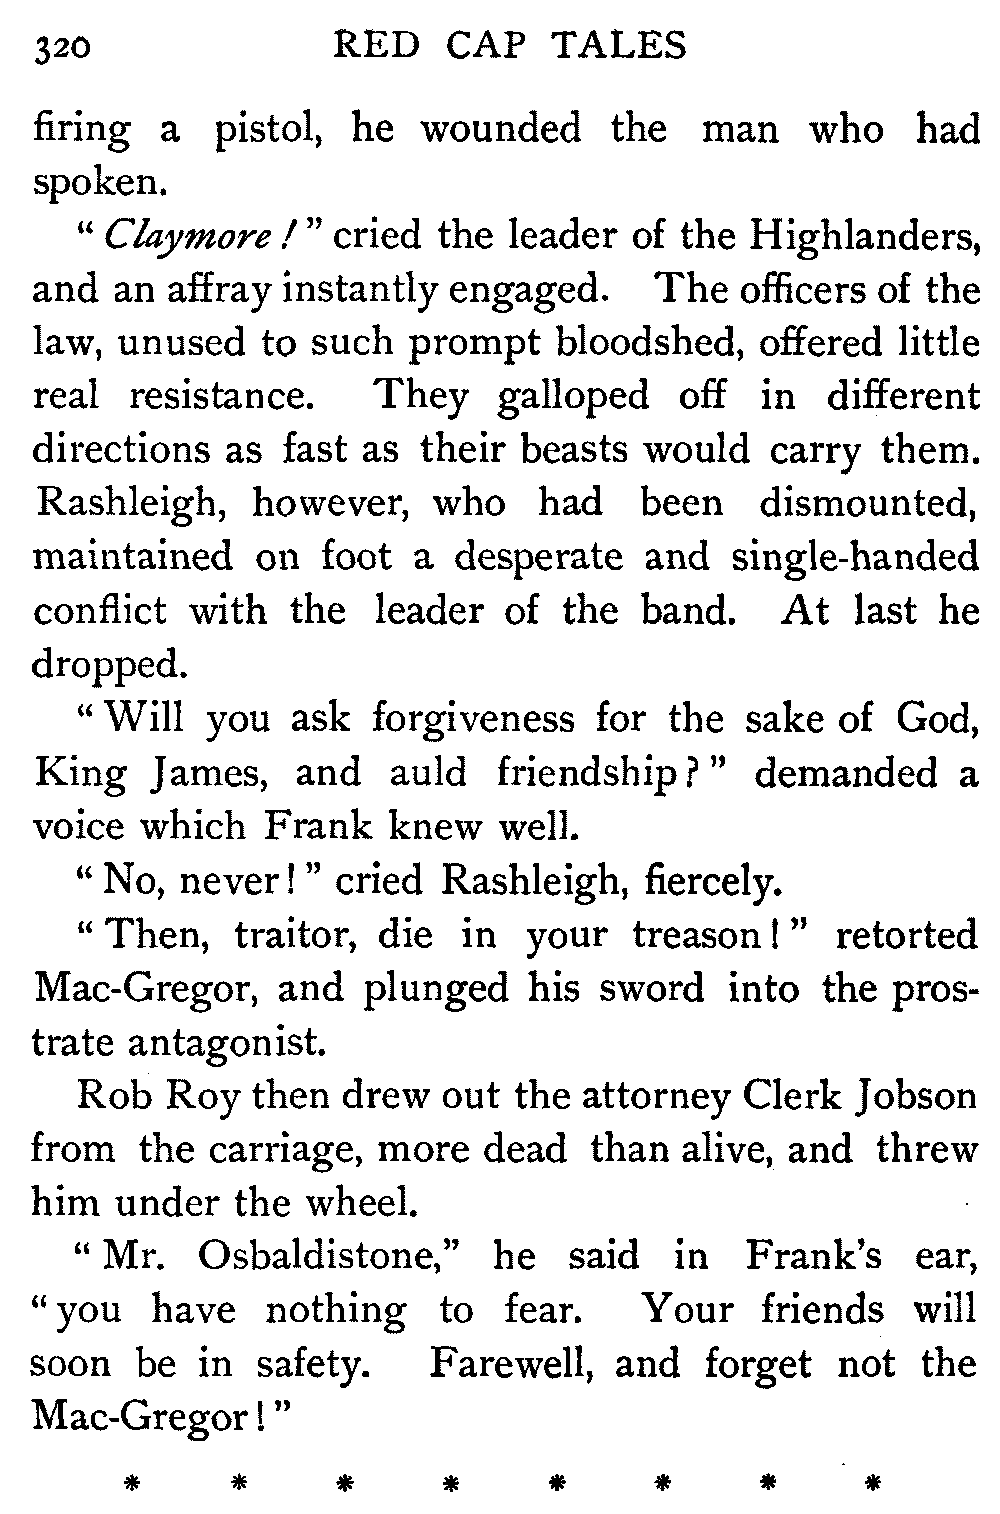 320 RED CAP TALES
firing a pistol, he wounded the man who had
spoken.
“ Claymore ! ” cried the leader of the Highlanders,
and an affray instantly engaged. The officers of the
law, unused to such prompt bloodshed, offered little
real resistance. They galloped off in different
directions as fast as their beasts would carry them.
Rashleigh, however, who had been dismounted,
maintained on foot a desperate and single-handed
conflict with the leader of the band. At last he
dropped.
“ Will you ask forgiveness for the sake of God,
King James, and auld friendship ? ” demanded a
voice which Frank knew well.
“ No, never ! ” cried Rashleigh, fiercely.
“ Then, traitor, die in your treason ! ” retorted
Mac-Gregor, and plunged his sword into the pros-
trate antagonist.
Rob Roy then drew out the attorney Clerk Jobson
from the carriage, more dead than alive, and threw
him under the wheel.
“ Mr. Osbaldistone,” he said in Frank’s ear,
“ you have nothing to fear. Your friends will
soon be in safety. Farewell, and forget not the
Mac-Gregor ! ”
* * * * * * * *